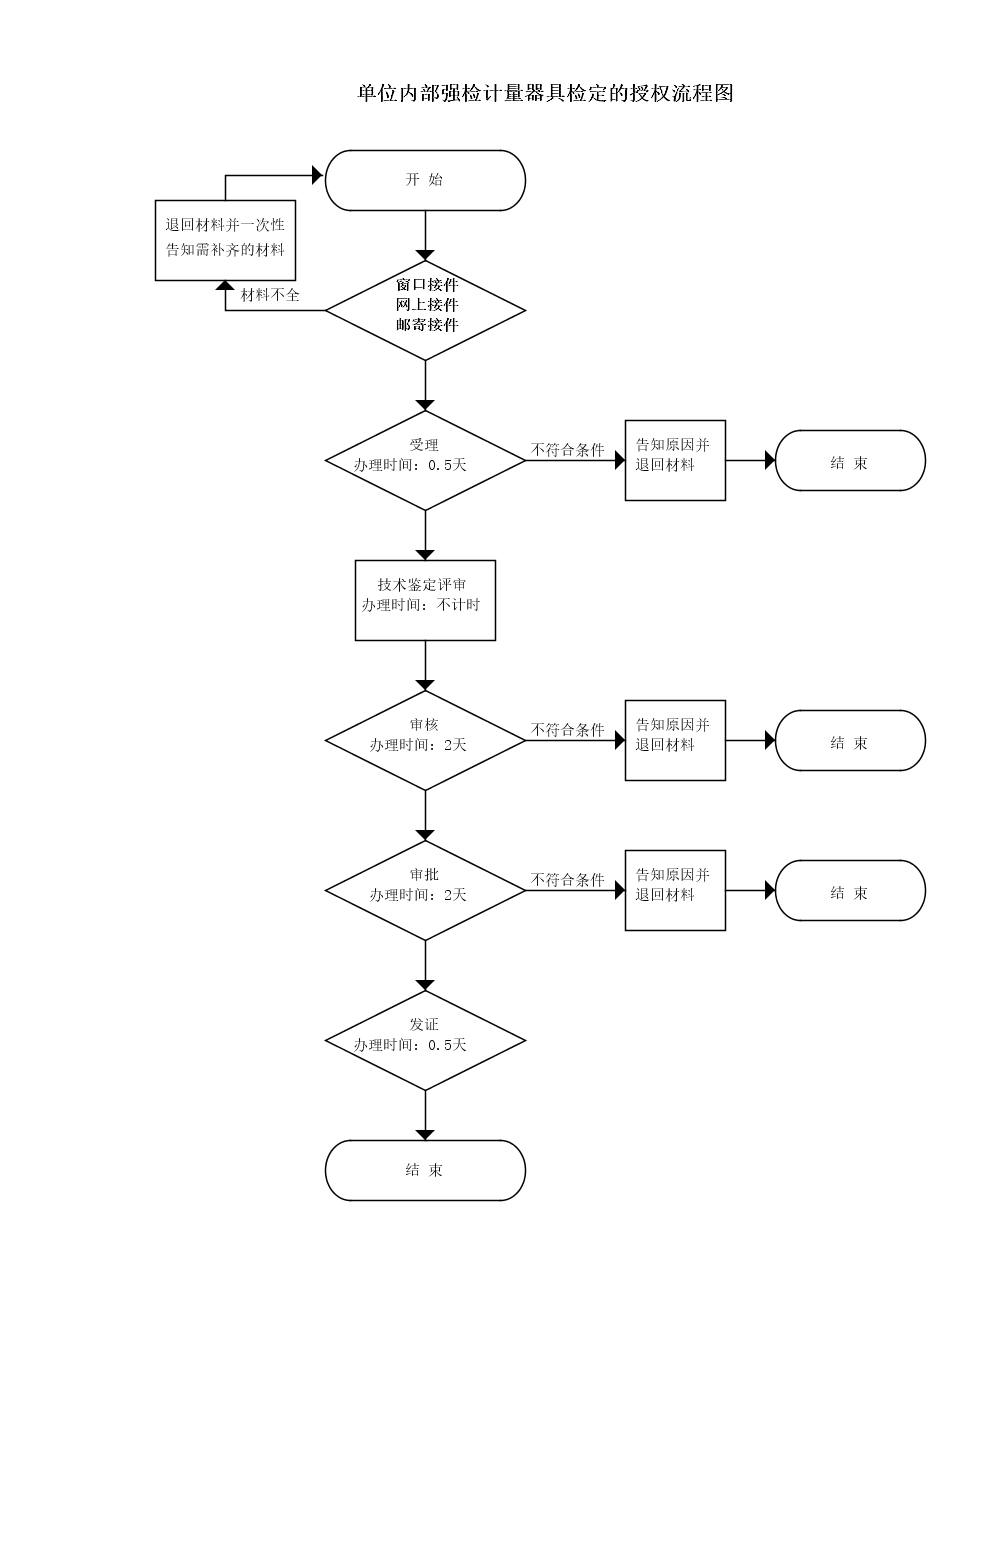 单位内部强检计量器具检定的授权流程图
开 始
退回材料并一次性
告知需补齐的材料
材料不全
窗口接件
网上接件
邮寄接件
受理
办理时间：0.5天
不符合条件
告知原因并
退回材料
结 束
技术鉴定评审
办理时间：不计时
审核
办理时间：2天
不符合条件
告知原因并
退回材料
结 束
审批
办理时间：2天
不符合条件
告知原因并
退回材料
结 束
发证
办理时间：0.5天
结 束